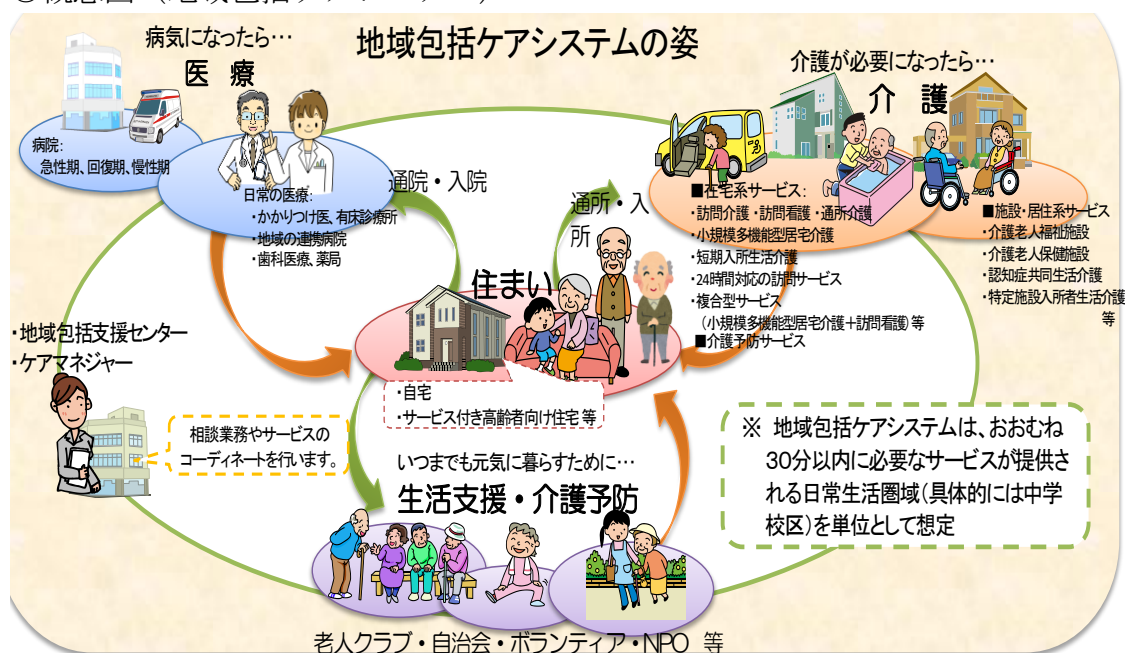 地域包括ケアシステムの姿
病気になったら…
医 療
病院:
急性期、回復期、慢性期
日常の医療:
・かかりつけ医、有床診療所
・地域の連携病院
・歯科医療、薬局
通院・入院
通所・入
所
介護が必要になったら…
介 護
■在宅系サービス:
・訪問介護・訪問看護・通所介護
・小規模多機能型居宅介護
・短期入所生活介護
・24時間対応の訪問サービス
・複合型サービス
(小規模多機能型居宅介護+訪問看護)等
■介護予防サービス
■施設・居住系サービス
・介護老人福祉施設
・介護老人保健施設
・認知症共同生活介護
・特定施設入所者生活介護
等
住まい
・自宅
・サービス付き高齢者向け住宅 等
・地域包括支援センター
・ケアマネジャー
相談業務やサービスの
コーディネートを行います。
いつまでも元気に暮らすために…
生活支援・介護予防
老人クラブ・自治会・ボランティア・NPO 等
※ 地域包括ケアシステムは、おおむね
30分以内に必要なサービスが提供さ
れる日常生活圏域(具体的には中学
校区)を単位として想定